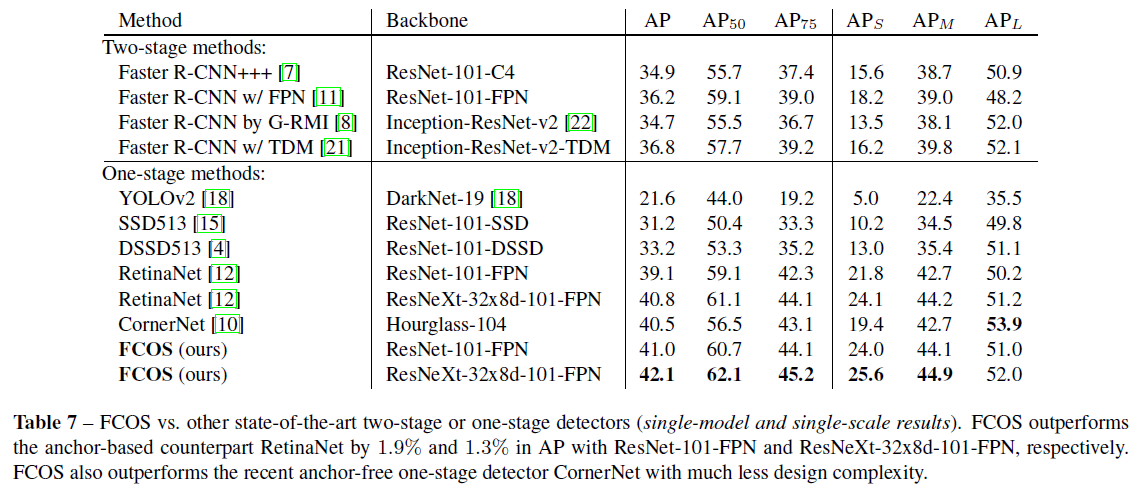 Method Backbone AP AP50 AP75 APS APM APL
Two-stage methods:
Faster R-CNN+++ [7] ResNet-101-C4 34.9 55.7 37.4 15.6 38.7 50.9
Faster R-CNN w/ FPN [11] ResNet-101-FPN 36.2 59.1 39.0 18.2 39.0 48.2
Faster R-CNN by G-RMI [8] Inception-ResNet-v2 [22] 34.7 55.5 36.7 13.5 38.1 52.0
Faster R-CNN w/ TDM [21] Inception-ResNet-v2-TDM 36.8 57.7 39.2 16.2 39.8 52.1
One-stage methods:
YOLOv2 [18] DarkNet-19 [18] 21.6 44.0 19.2 5.0 22.4 35.5
SSD513 [15] ResNet-101-SSD 31.2 50.4 33.3 10.2 34.5 49.8
DSSD513 [4] ResNet-101-DSSD 33.2 53.3 35.2 13.0 35.4 51.1
RetinaNet [12] ResNet-101-FPN 39.1 59.1 42.3 21.8 42.7 50.2
RetinaNet [12] ResNeXt-32x8d-101-FPN 40.8 61.1 44.1 24.1 44.2 51.2
CornerNet [10] Hourglass-104 40.5 56.5 43.1 19.4 42.7 53.9
FCOS (ours) ResNet-101-FPN 41.0 60.7 44.1 24.0 44.1 51.0
FCOS (ours) ResNeXt-32x8d-101-FPN 42.1 62.1 45.2 25.6 44.9 52.0
Table 7 – FCOS vs. other state-of-the-art two-stage or one-stage detectors (single-model and single-scale results). FCOS outperforms
the anchor-based counterpart RetinaNet by 1.9% and 1.3% in AP with ResNet-101-FPN and ResNeXt-32x8d-101-FPN, respectively.
FCOS also outperforms the recent anchor-free one-stage detector CornerNet with much less design complexity.